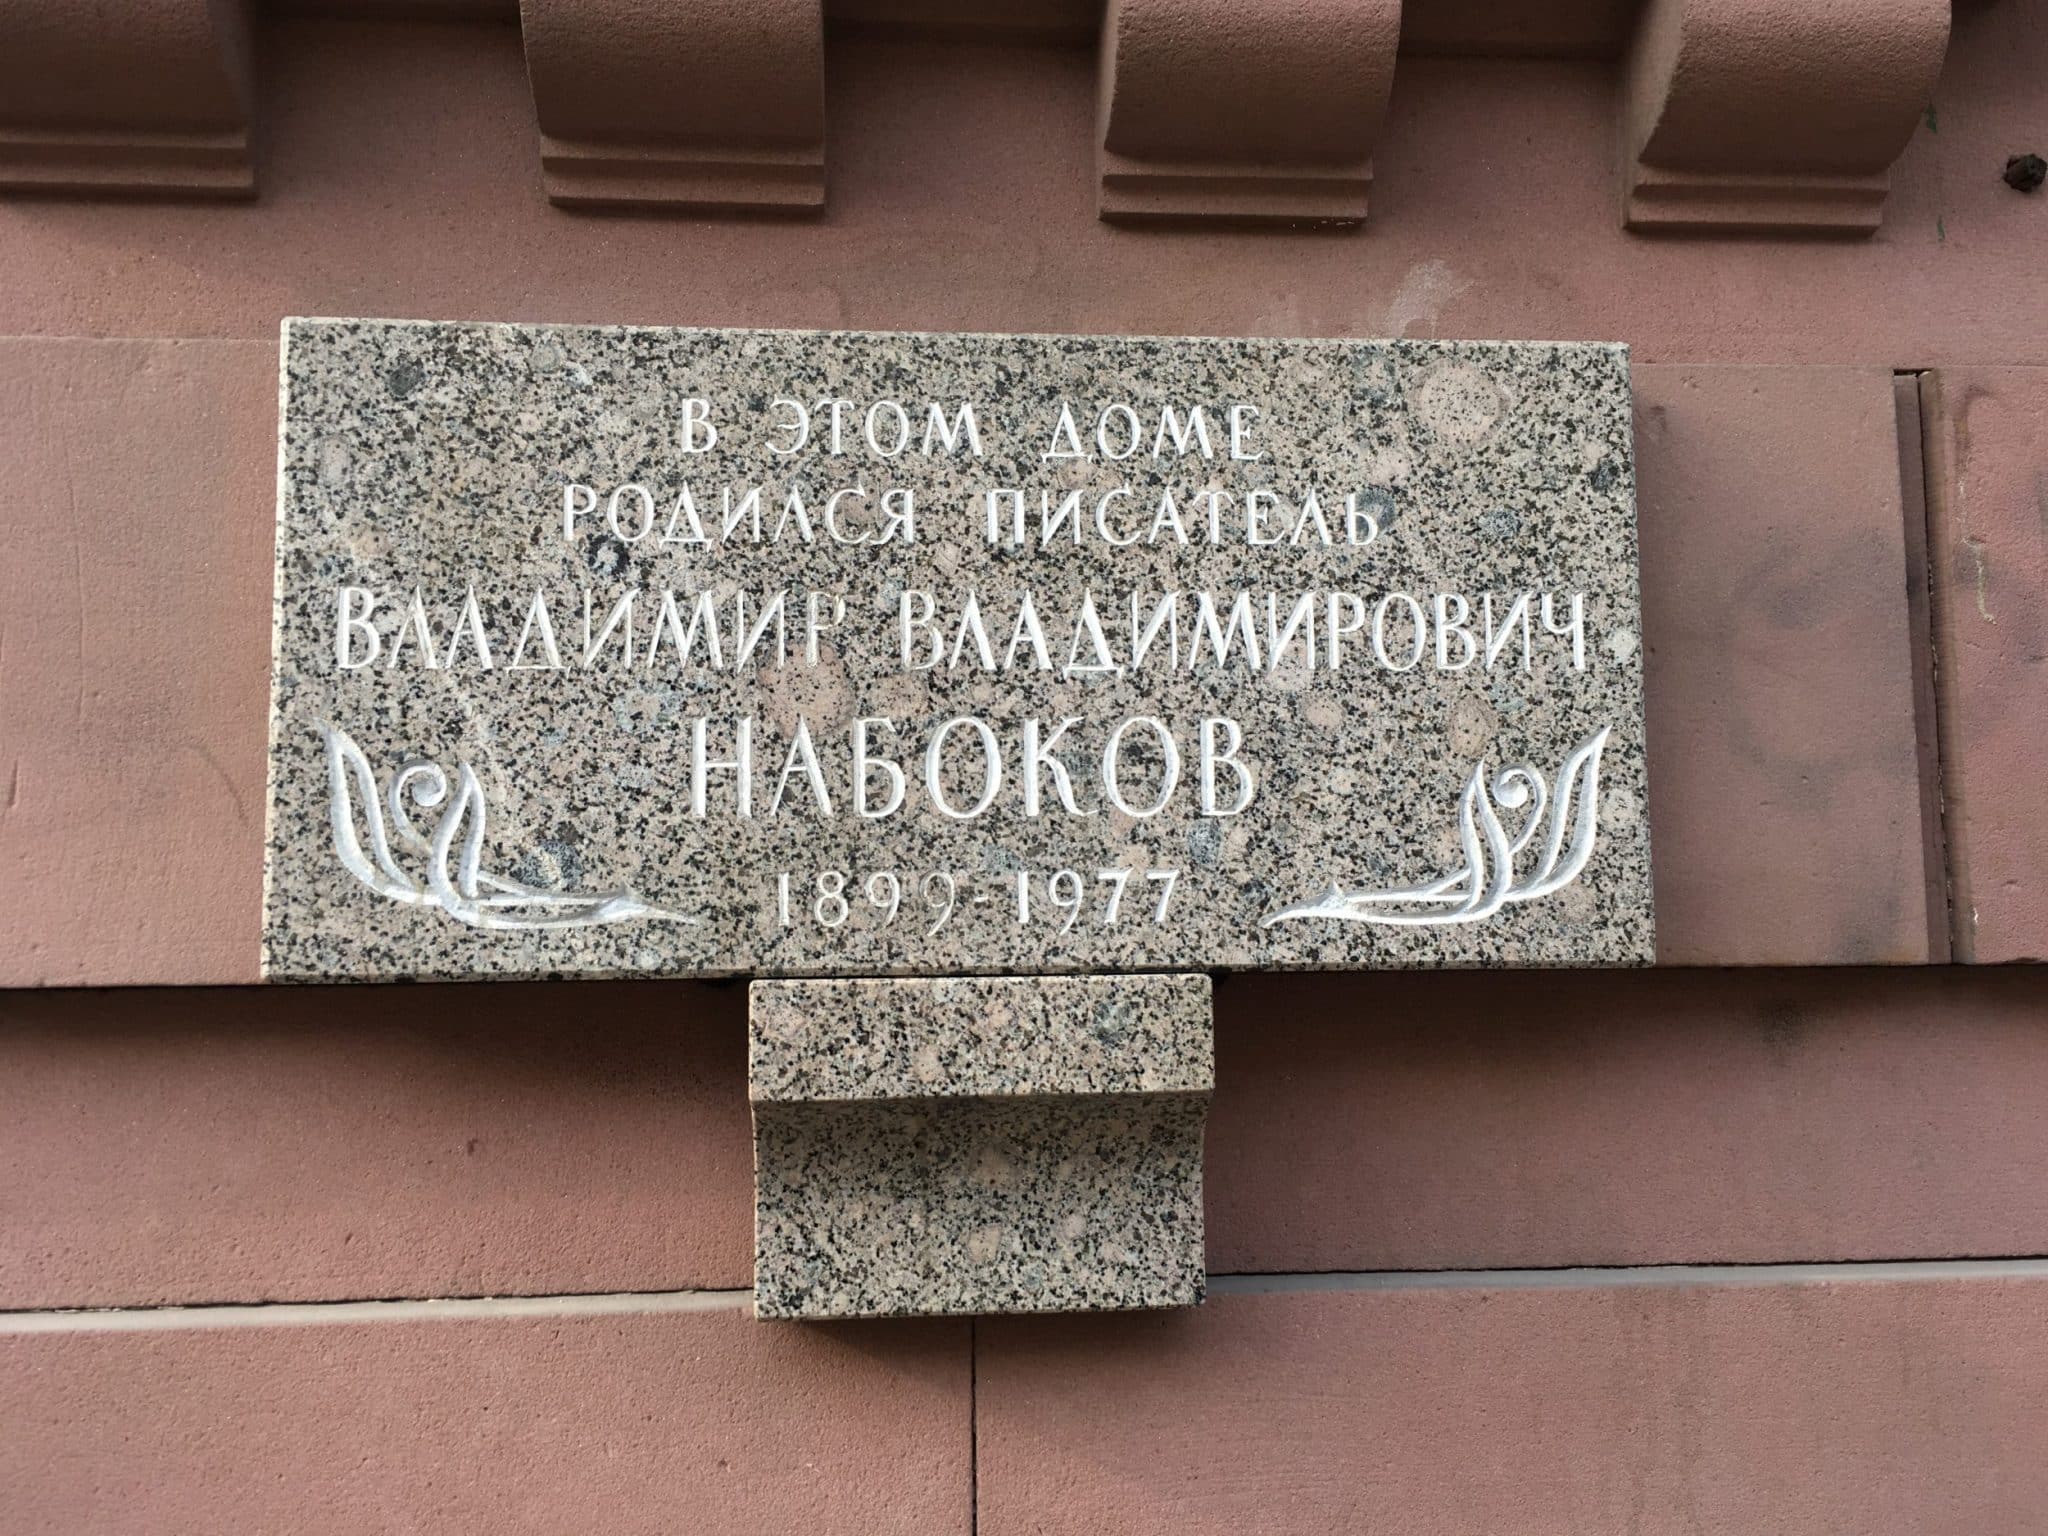 В ЭТОМ ДОМЕ
РОДИЛСЯ ПИСАТЕЛЬ
ВЛАДИМИР ВЛАДИМИРОВИЧ
НАБОКОВ
1899-1977